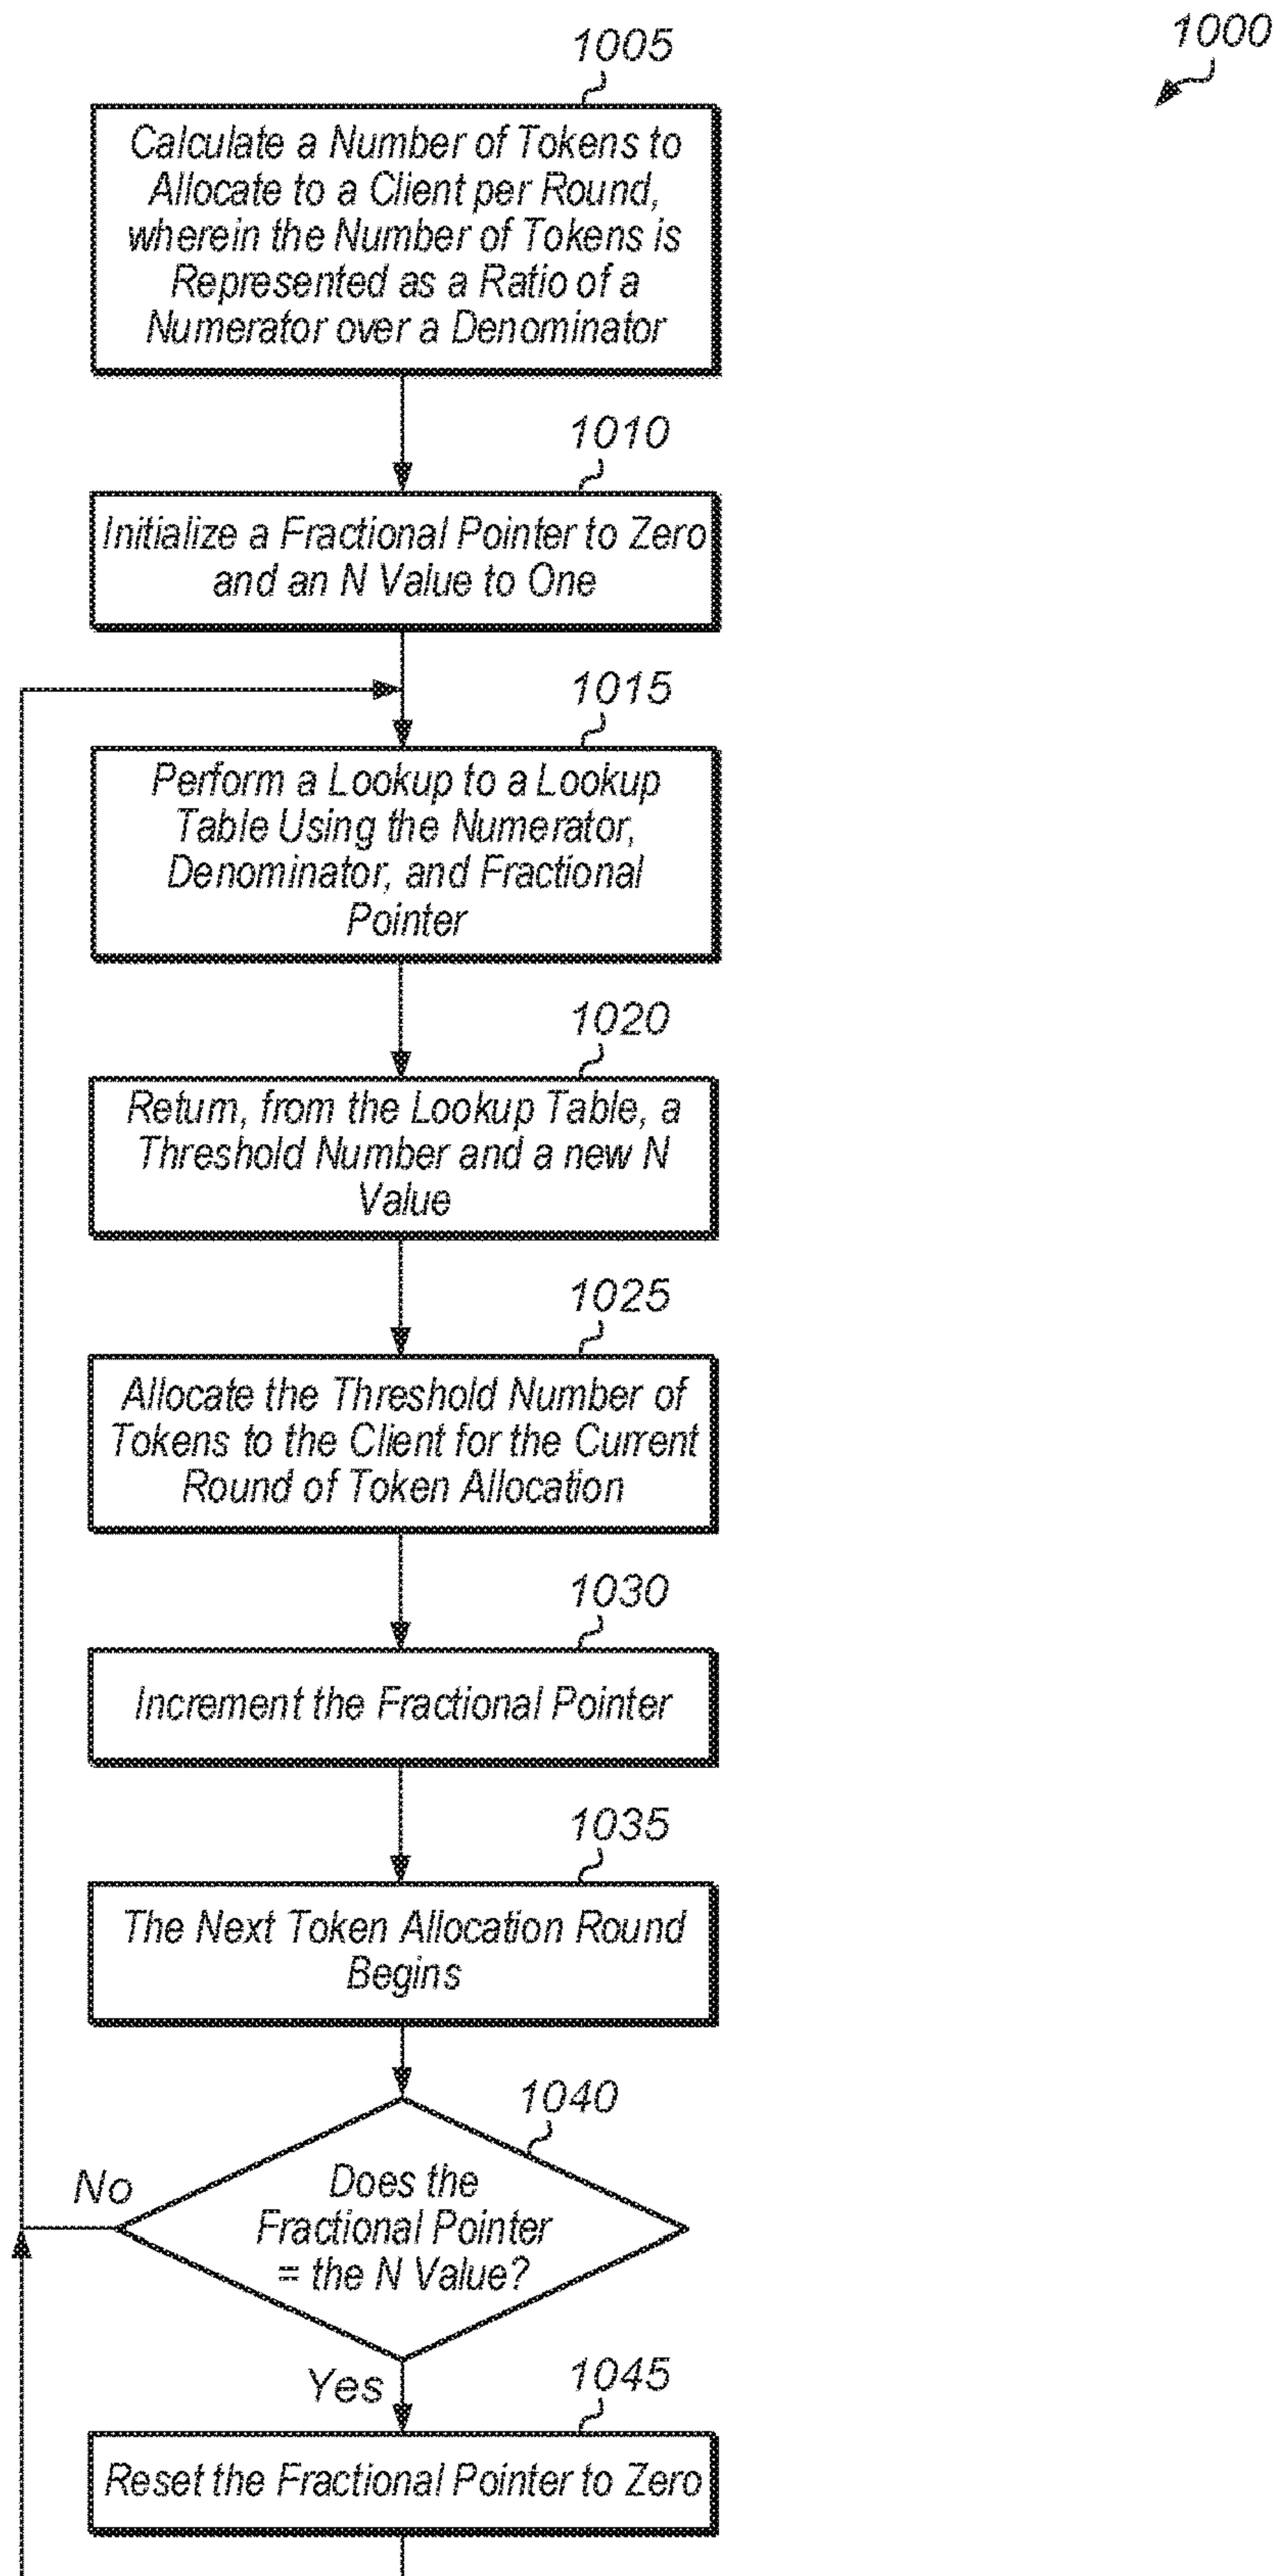 1005
1000
Calculate a Number of Tokens to
Allocate to a Client per Round,
wherein the Number of Tokens is
Represented as a Ratio of a
Numerator over a Denominator
1010
Initialize a Fractional Pointer to Zero
and an N Value to One
1015
Perform a Lookup to a Lookup
Table Using the Numerator,
Denominator, and Fractional
Pointer
1020
Return, from the Lookup Table, a
Threshold Number and a new N
Value
1025
Allocate the Threshold Number of
Tokens to the Client for the Current
Round of Token Allocation
1030
Increment the Fractional Pointer
1035
The Next Token Allocation Round
Begins
1040
No
Does the
Fractional Pointer
= the N Value?
Yes
1045
Reset the Fractional Pointer to Zero